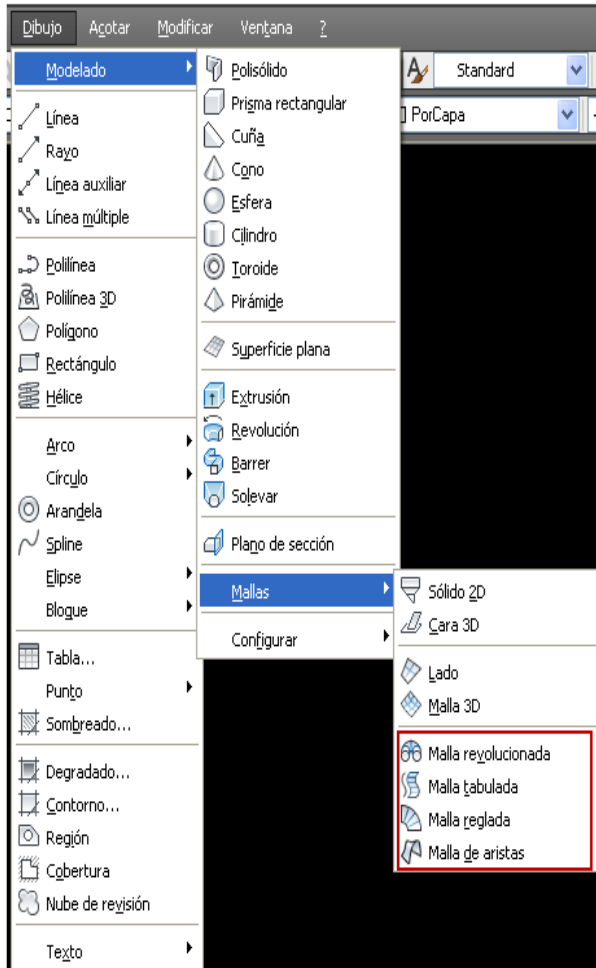 Dibujo Acotar Modificar Ventana ?
Standard
PorCapa
Modelado
Línea
Rayo
Línea auxiliar
Línea múltiple
Polilínea
Polilínea 3D
Polígono
Rectángulo
Hélice
Arco
Círculo
Arandela
Spline
Elipse
Bloque
Tabla...
Punto
Sombreado...
Degradado...
Contorno...
Región
Cobertura
Nube de revisión
Texto
Polisólido
Prisma rectangular
Cuña
Cono
Esfera
Cilindro
Toroide
Pirámide
Superficie plana
Extrusión
Revolución
Barrer
Solevar
Plano de sección
Mallas
Configurar
Sólido 2D
Cara 3D
Lado
Malla 3D
Malla revolucionada
Malla tabulada
Malla reglada
Malla de aristas